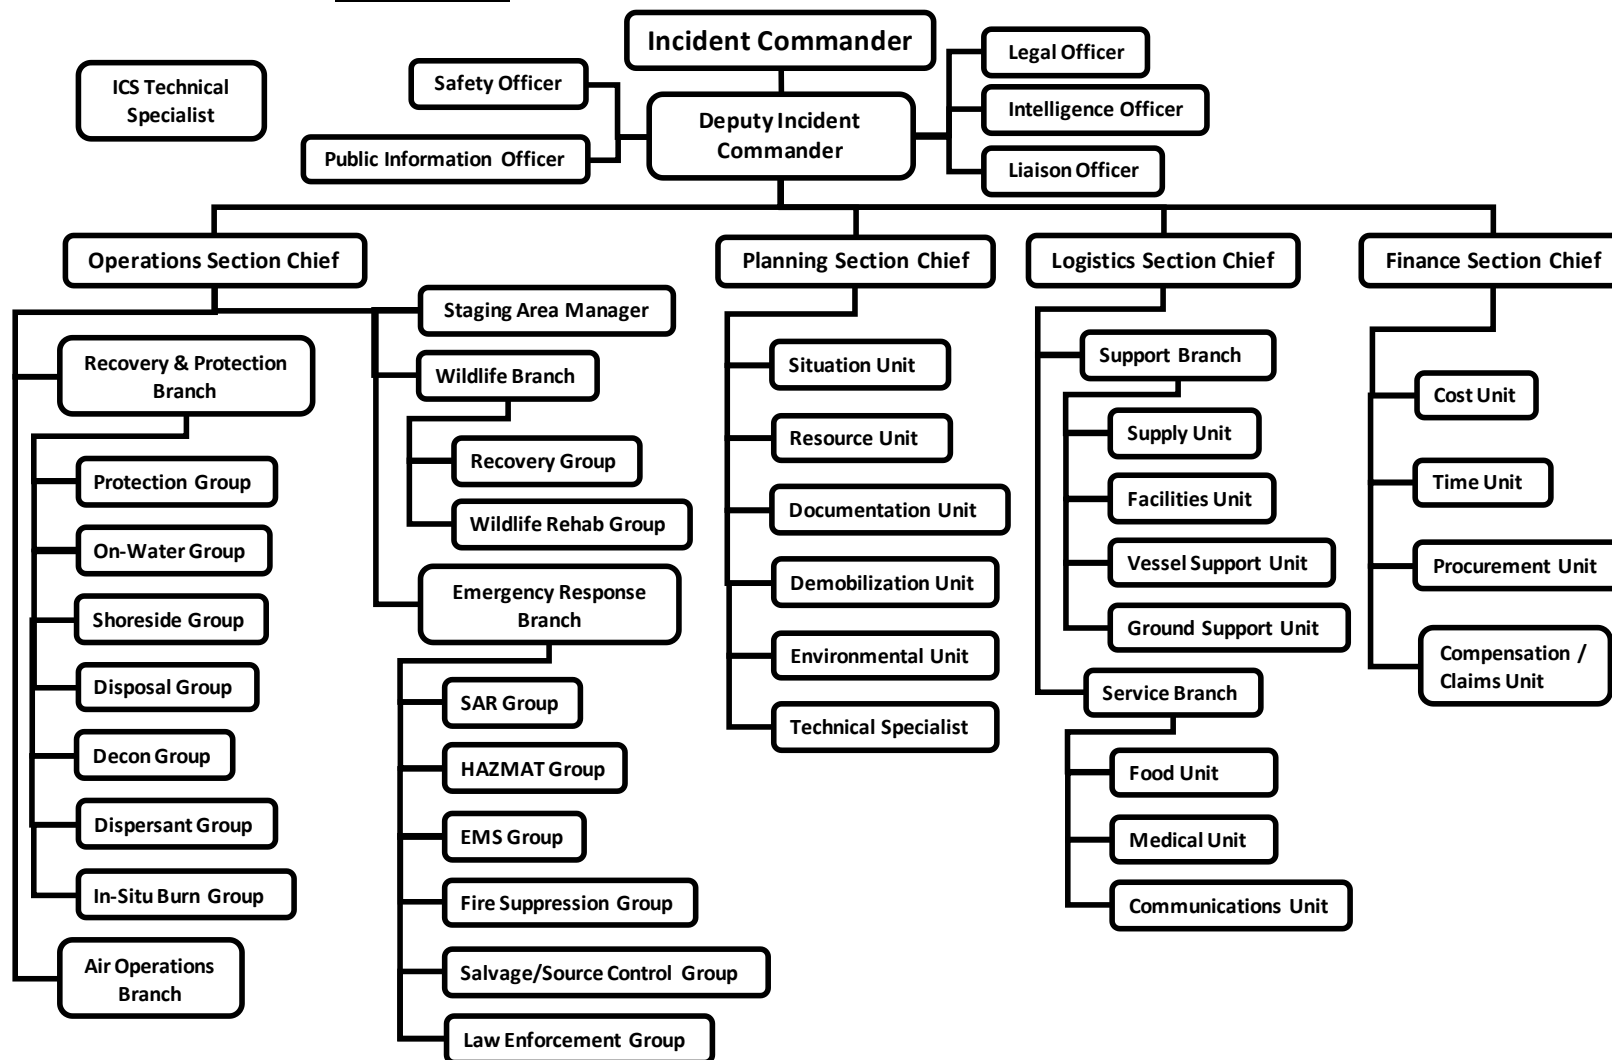 Incident Commander
Legal Officer
ICS Technical
Specialist
Safety Officer
Deputy Incident
Commander
Intelligence Officer
Public Information Officer
Liaison Officer
Operations Section Chief
Planning Section Chief
Logistics Section Chief
Finance Section Chief
Staging Area Manager
Recovery & Protection
Branch
Wildlife Branch
Recovery Group
Wildlife Rehab Group
Protection Group
On-Water Group
Shoreside Group
Disposal Group
Decon Group
Dispersant Group
In-Situ Burn Group
Air Operations
Branch
Emergency Response
Branch
SAR Group
HAZMAT Group
EMS Group
Fire Suppression Group
Salvage/Source Control Group
Law Enforcement Group
Situation Unit
Resource Unit
Documentation Unit
Demobilization Unit
Environmental Unit
Technical Specialist
Support Branch
Supply Unit
Facilities Unit
Vessel Support Unit
Ground Support Unit
Service Branch
Food Unit
Medical Unit
Communications Unit
Cost Unit
Time Unit
Procurement Unit
Compensation /
Claims Unit